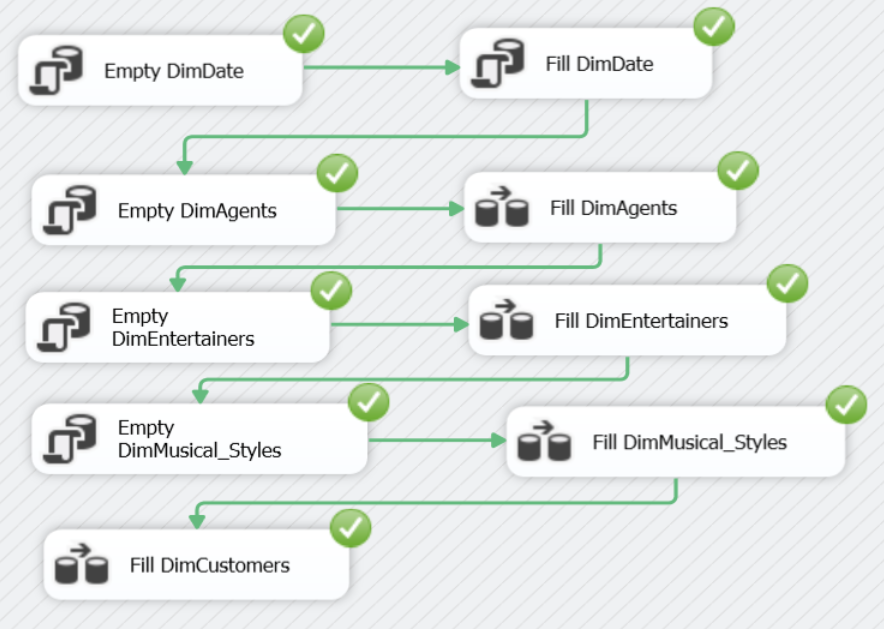 Empty DimDate
Fill DimDate
Empty DimAgents
Fill DimAgents
Empty
DimEntertainers
Fill DimEntertainers
Empty
DimMusical_Styles
Fill DimMusical_Styles
Fill DimCustomers